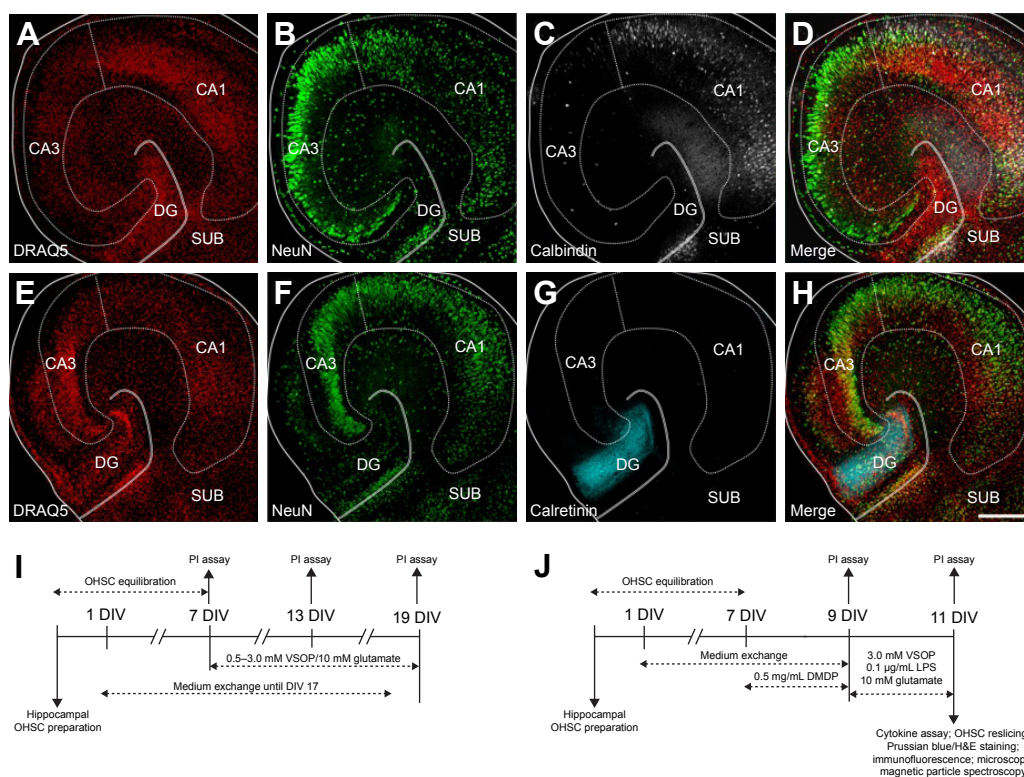 A
CA1
CA3
DG
SUB
DRAQ5
B
CA1
CA3
DG
SUB
NeuN
C
CA1
CA3
DG
SUB
Calbindin
D
CA1
CA3
DG
SUB
Merge
E
CA3
CA1
DG
SUB
DRAQ5
F
CA3
CA1
DG
SUB
NeuN
G
CA3
CA1
DG
SUB
Calretinin
H
CA3
CA1
DG
SUB
Merge
I
PI assay
PI assay
PI assay
OHSC equilibration
1 DIV
7 DIV
13 DIV
19 DIV
0.5–3.0 mM VSOP/10 mM glutamate
Medium exchange until DIV 17
Hippocampal
OHSC preparation
J
PI assay
PI assay
OHSC equilibration
1 DIV
7 DIV
9 DIV
11 DIV
Medium exchange
3.0 mM VSOP
0.1 µg/mL LPS
10 mM glutamate
0.5 mg/mL DMDP
Hippocampal
OHSC preparation
Cytokine assay; OHSC reslicing
Prussian blue/H&E staining;
immunofluorescence; microscop
magnetic particle spectroscopy